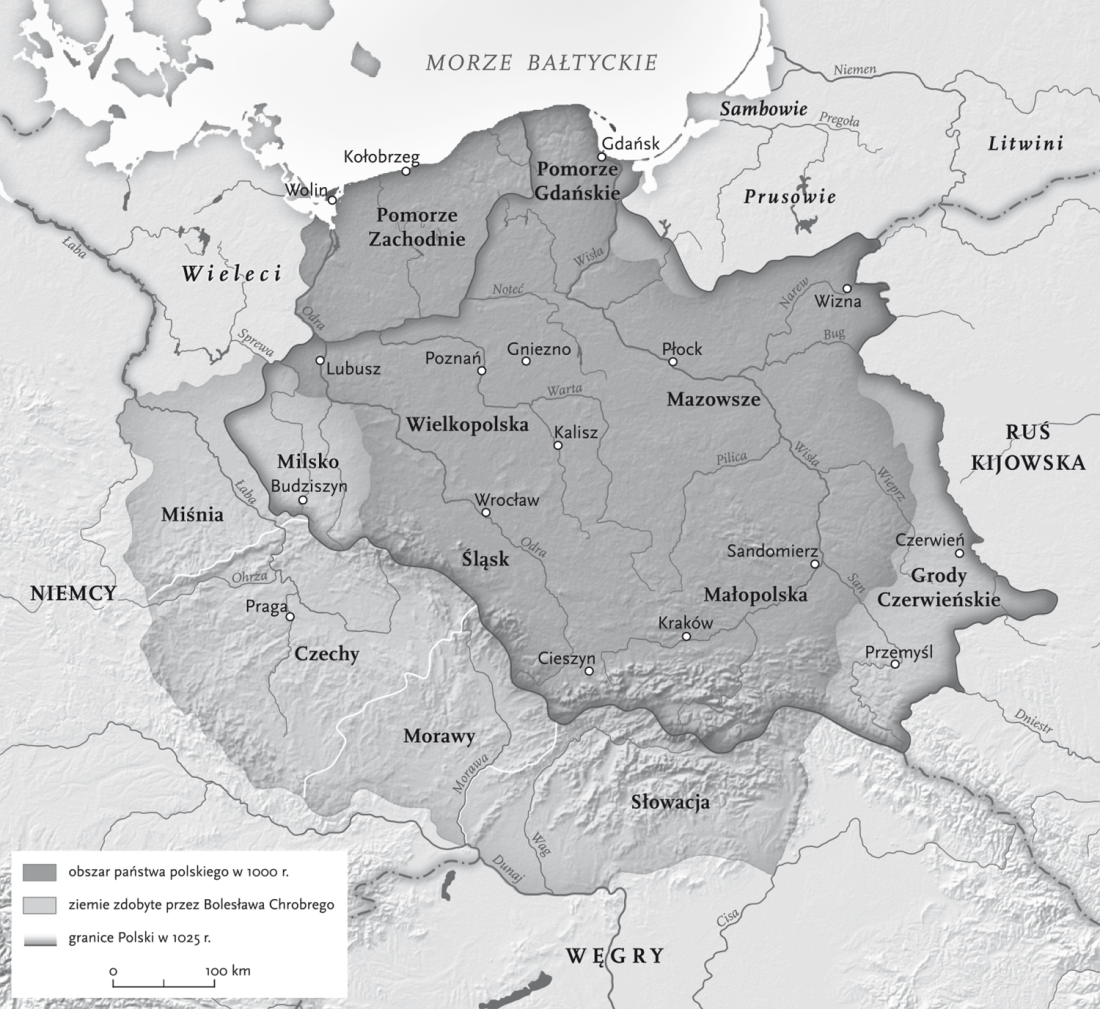 MORZE BAŁTYCKIE
Niemen
Sambowie
Pregoła
Litwini
Gdańsk
Kołobrzeg
Pomorze
Gdańskie
Wolin
Prusowie
Pomorze
Zachodnie
Łaba
Wieleci
Wisła
Noteć
Narew
Wizna
Odra
Bug
Sprewa
Lubusz
Poznań
Gniezno
Płock
Warta
Mazowsze
Wielkopolska
Kalisz
RUŚ
KIJOWSKA
Milsko
Budziszyn
Pilica
Wisła
Wieprz
Łaba
Miśnia
Wrocław
Odra
Śląsk
Sandomierz
Czerwień
Grody
Czerwieńskie
San
NIEMCY
Ohrza
Praga
Małopolska
Kraków
Czechy
Cieszyn
Przemyśl
Dniestr
Morawy
Morawa
Słowacja
Wag
Dunaj
Cisa
WĘGRY
obszar państwa polskiego w 1000 r.
ziemie zdobyte przez Bolesława Chrobrego
granice Polski w 1025 r.
0 100 km